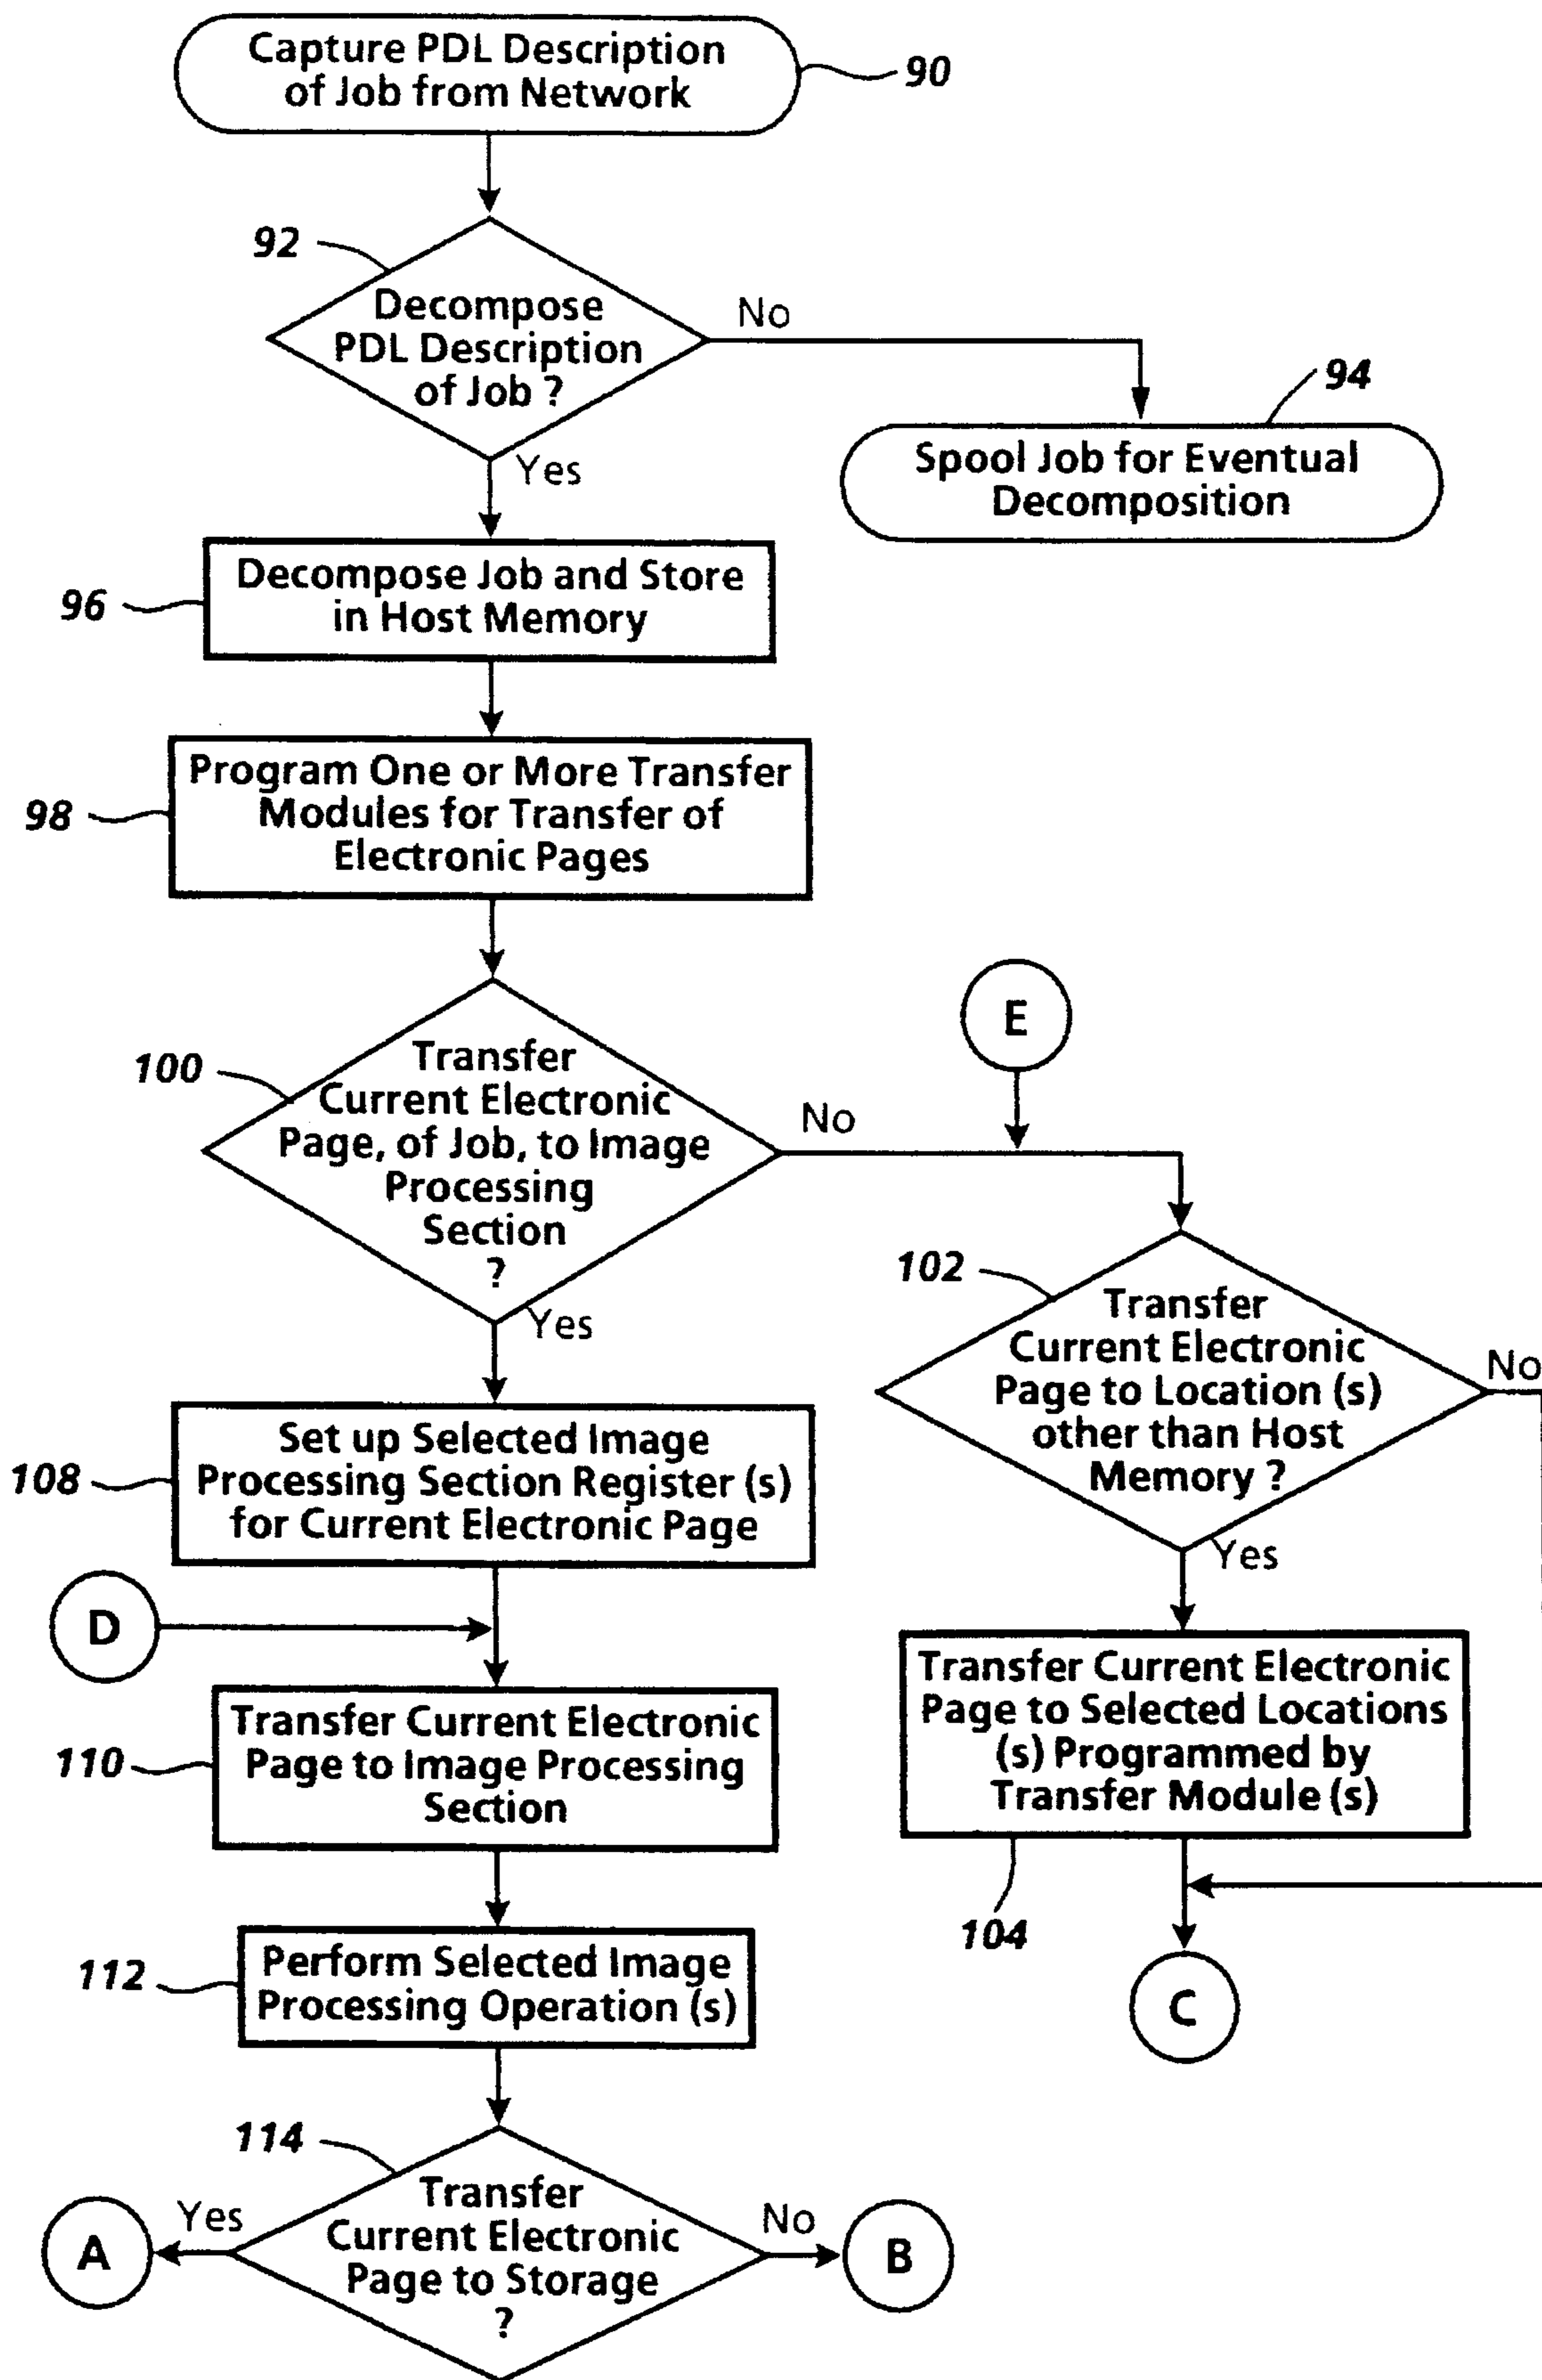 Capture PDL Description
of Job from Network
90
92
Decompose
PDL Description
of Job ?
No
Yes
94
Spool Job for Eventual
Decomposition
96
Decompose Job and Store
in Host Memory
98
Program One or More Transfer
Modules for Transfer of
Electronic Pages
E
100
Transfer
Current Electronic
Page, of Job, to Image
Processing
Section
?
No
Yes
102
Transfer
Current Electronic
Page to Location (s)
other than Host
Memory ?
No
Yes
108
Set up Selected Image
Processing Section Register (s)
for Current Electronic Page
D
Transfer Current Electronic
Page to Selected Locations
(s) Programmed by
Transfer Module (s)
104
C
110
Transfer Current Electronic
Page to Image Processing
Section
112
Perform Selected Image
Processing Operation (s)
114
Transfer
Current Electronic
Page to Storage
?
Yes
A
No
B